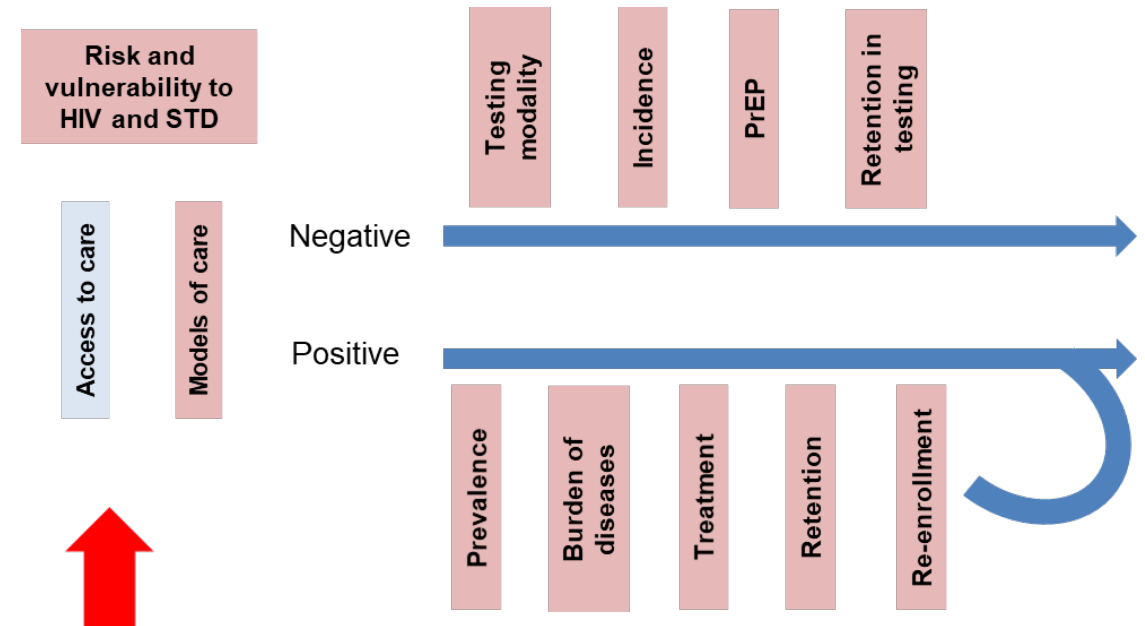 Risk and
vulnerability to
HIV and STD
Access to care
Models of care
Testing
modality
Incidence
PrEP
Retention in
testing
Negative
Positive
Prevalence
Burden of
diseases
Treatment
Retention
Re-enrollment